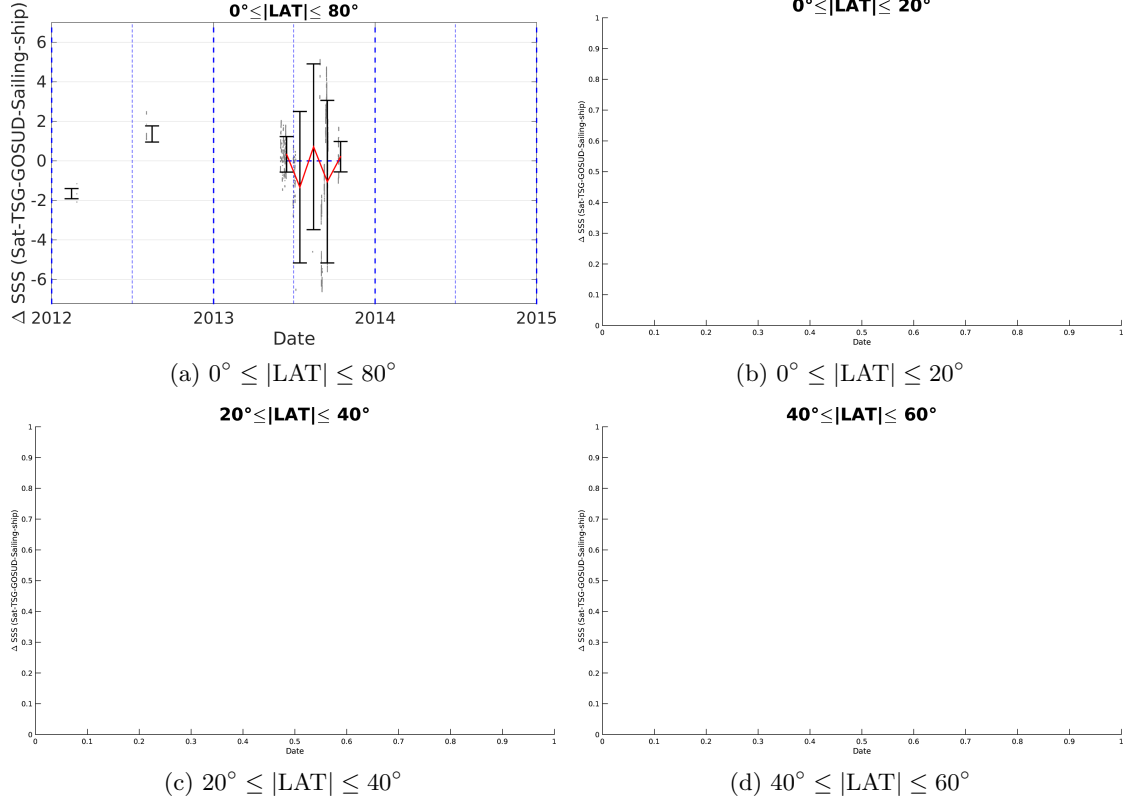 0°≤|LAT|≤ 80°
Δ SSS (Sat-TSG-GOSUD-Sailing-ship)
6
4
2
0
-2
-4
-6
2012 2013 2014 2015
Date
(a) 0° ≤ |LAT| ≤ 80°
0°≤|LAT|≤ 20°
Δ SSS (Sat-TSG-GOSUD-Sailing-ship)
1
0.9
0.8
0.7
0.6
0.5
0.4
0.3
0.2
0.1
0
0 0.1 0.2 0.3 0.4 0.5 0.6 0.7 0.8 0.9 1
Date
(b) 0° ≤ |LAT| ≤ 20°
20°≤|LAT|≤ 40°
Δ SSS (Sat-TSG-GOSUD-Sailing-ship)
1
0.9
0.8
0.7
0.6
0.5
0.4
0.3
0.2
0.1
0
0 0.1 0.2 0.3 0.4 0.5 0.6 0.7 0.8 0.9 1
Date
(c) 20° ≤ |LAT| ≤ 40°
40°≤|LAT|≤ 60°
Δ SSS (Sat-TSG-GOSUD-Sailing-ship)
1
0.9
0.8
0.7
0.6
0.5
0.4
0.3
0.2
0.1
0
0 0.1 0.2 0.3 0.4 0.5 0.6 0.7 0.8 0.9 1
Date
(d) 40° ≤ |LAT| ≤ 60°